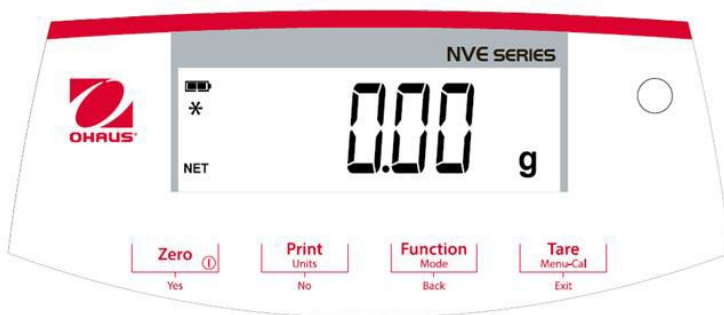 NVE SERIES
OHAUS®
*
NET
0.00
g
Zero
Yes
Print
Units
No
Function
Mode
Back
Tare
Menu-Cal
Exit